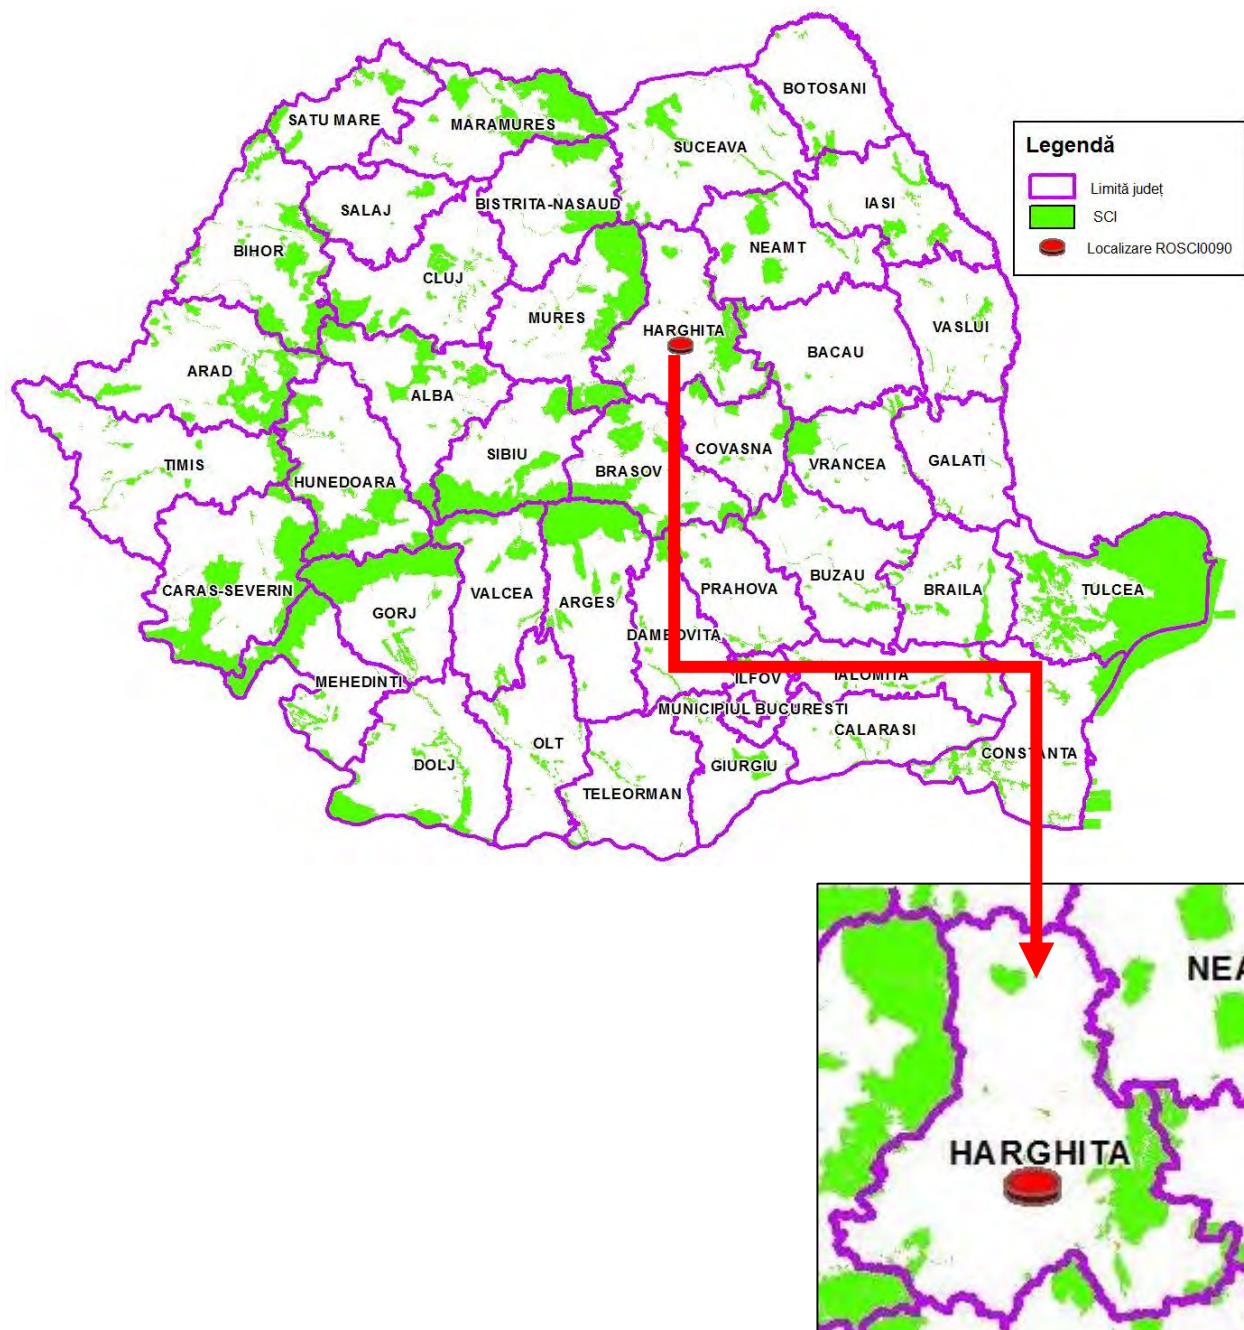 BOTOSANI
SATU MARE
MARAMURES
SUCEAVA
Legendă
Limită județ
SCI
Localizare ROSCI0090
SALAJ
BISTRITA-NASAUD
IASI
BIHOR
CLUJ
NEAMT
MURES
HARGHITA
VASLUI
BACAU
ARAD
ALBA
TIMIS
HUNEDOARA
SIBIU
BRASOV
COVASNA
VRANCEA
GALATI
CARAS-SEVERIN
GORJ
VALCEA
ARGES
PRAHOVA
BUZAU
BRAILA
TULCEA
DAMBOVITA
MEHEDINTI
ILFOV
IALOMITA
MUNICIPIUL BUCURESTI
CALARASI
OLT
DOLJ
GIURGIU
CONSTANTA
TELEORMAN
NEA
HARGHITA